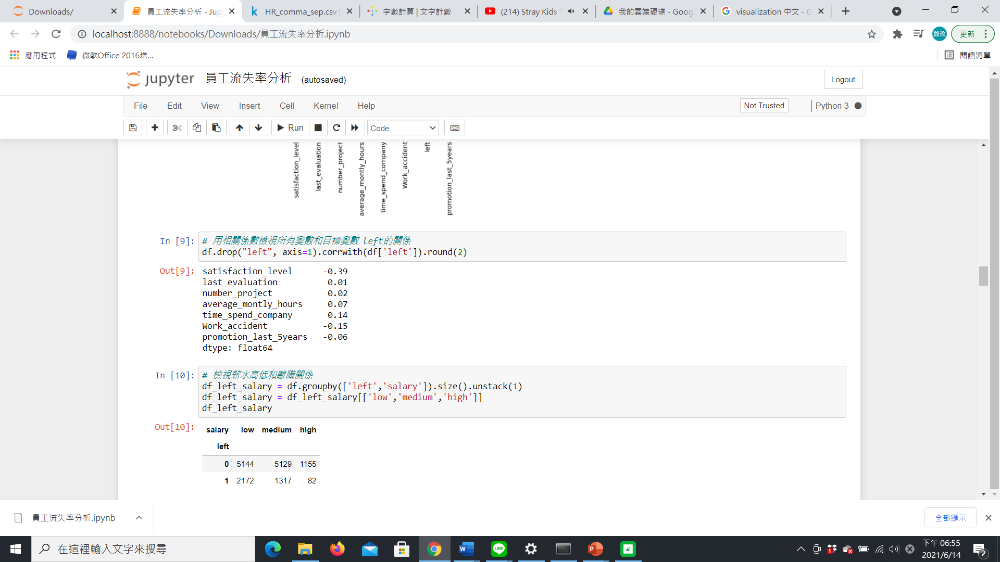 Downloads/
員工流失率分析 - Jup
HR_comma_sep.csv
字數計算 | 文字計數
(214) Stray Kids
我的雲端硬碟 - Goog
visualization 中文 - G
localhost:8888/notebooks/Downloads/員工流失率分析.ipynb
馥瑜
更新
應用程式
微軟Office 2016增...
閱讀清單
jupyter
員工流失率分析
(autosaved)
Logout
File
Edit
View
Insert
Cell
Kernel
Help
Not Trusted
Python 3
Run
Code
satisfaction_level
last_evaluation
number_project
average_montly_hours
time_spend_company
Work_accident
left
promotion_last_5years
In [9]:
# 用相關係數檢視所有變數和目標變數 left的關係
df.drop("left", axis=1).corrwith(df['left']).round(2)
Out[9]:
satisfaction_level -0.39
last_evaluation 0.01
number_project 0.02
average_montly_hours 0.07
time_spend_company 0.14
Work_accident -0.15
promotion_last_5years -0.06
dtype: float64
In [10]:
# 檢視薪水高低和離職關係
df_left_salary = df.groupby(['left','salary']).size().unstack(1)
df_left_salary = df_left_salary[['low','medium','high']]
df_left_salary
Out[10]:
salary low medium high
left
0 5144 5129 1155
1 2172 1317 82
員工流失率分析.ipynb
全部顯示
在這裡輸入文字來搜尋
下午 06:55
2021/6/14
2